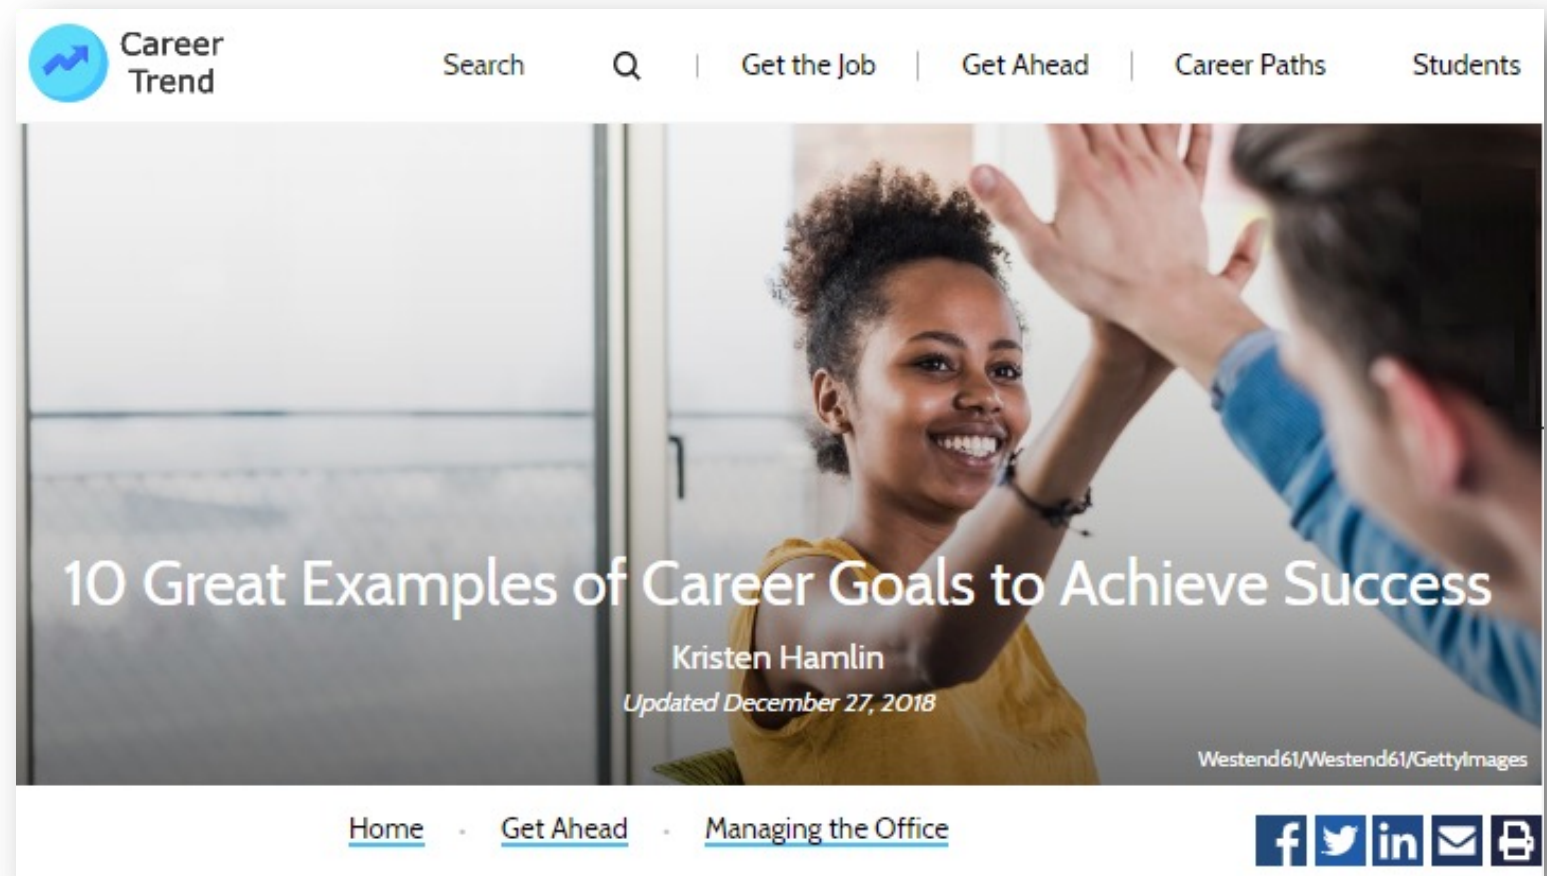 Career
Trend
Search
Get the Job
Get Ahead
Career Paths
Students
10 Great Examples of Career Goals to Achieve Success
Kristen Hamlin
Updated December 27, 2018
Westend61/Westend61/GettyImages
Home
Get Ahead
Managing the Office